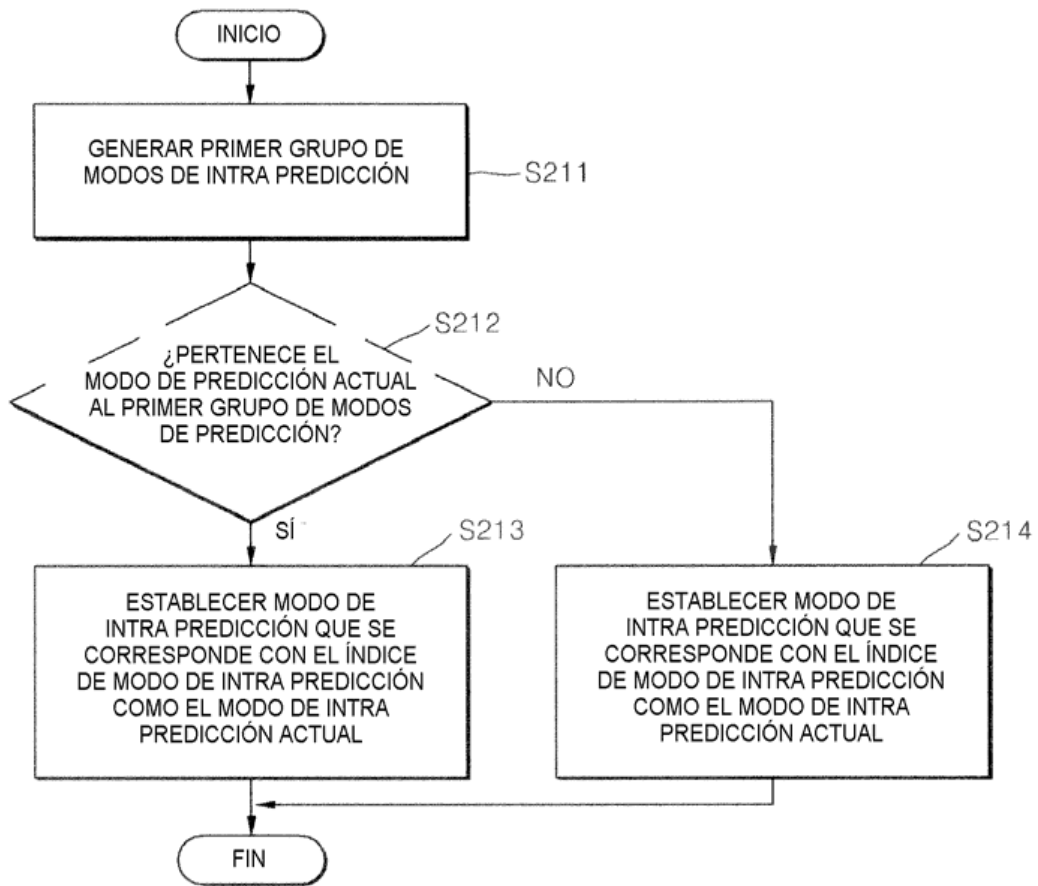 INICIO
GENERAR PRIMER GRUPO DE
MODOS DE INTRA PREDICCIÓN
S211
S212
¿PERTENECE EL
MODO DE PREDICCIÓN ACTUAL
AL PRIMER GRUPO DE MODOS
DE PREDICCIÓN?
NO
SÍ
S213
ESTABLECER MODO DE
INTRA PREDICCIÓN QUE SE
CORRESPONDE CON EL ÍNDICE
DE MODO DE INTRA PREDICCIÓN
COMO EL MODO DE INTRA
PREDICCIÓN ACTUAL
S214
ESTABLECER MODO DE
INTRA PREDICCIÓN QUE SE
CORRESPONDE CON EL ÍNDICE
DE MODO DE INTRA PREDICCIÓN
COMO EL MODO DE INTRA
PREDICCIÓN ACTUAL
FIN